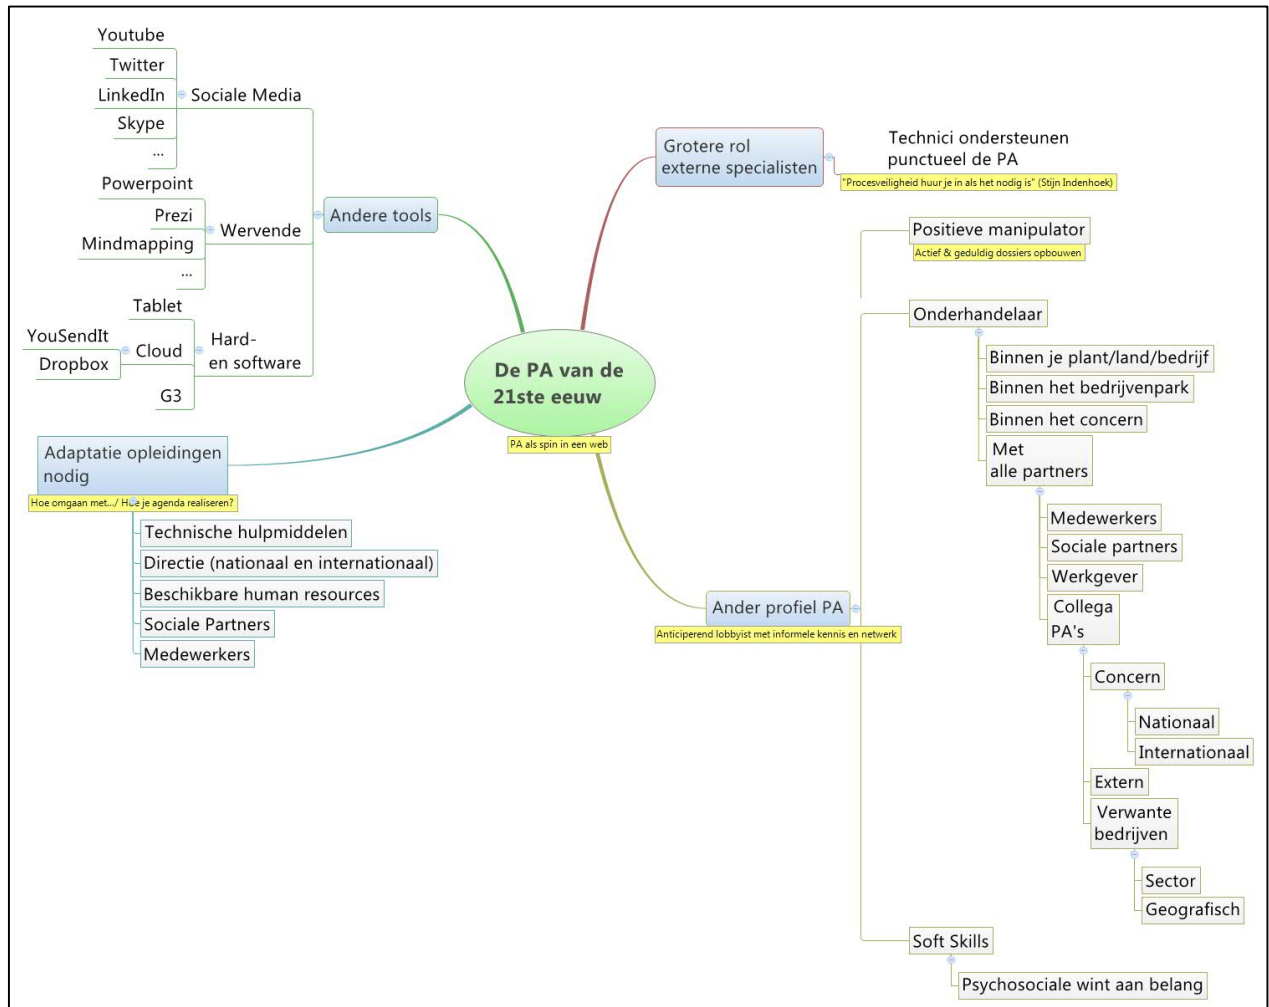 De PA van de
21ste eeuw
PA als spin in een web
Grotere rol
externe specialisten
Technici ondersteunen
punctueel de PA
"Procesveiligheid huur je in als het nodig is" (Stijn Indenhoek)
Ander profiel PA
Anticiperend lobbyist met informele kennis en netwerk
Positieve manipulator
Actief & geduldig dossiers opbouwen
Onderhandelaar
Binnen je plant/land/bedrijf
Binnen het bedrijvenpark
Binnen het concern
Met
alle partners
Medewerkers
Sociale partners
Werkgever
Collega
PA's
Concern
Nationaal
Internationaal
Extern
Verwante
bedrijven
Sector
Geografisch
Soft Skills
Psychosociale wint aan belang
Andere tools
Sociale Media
Youtube
Twitter
LinkedIn
Skype
...
Wervende
Powerpoint
Prezi
Mindmapping
...
Hard-
en software
Tablet
Cloud
YouSendIt
Dropbox
G3
Adaptatie opleidingen
nodig
Hoe omgaan met.../ Hoe je agenda realiseren?
Technische hulpmiddelen
Directie (nationaal en internationaal)
Beschikbare human resources
Sociale Partners
Medewerkers